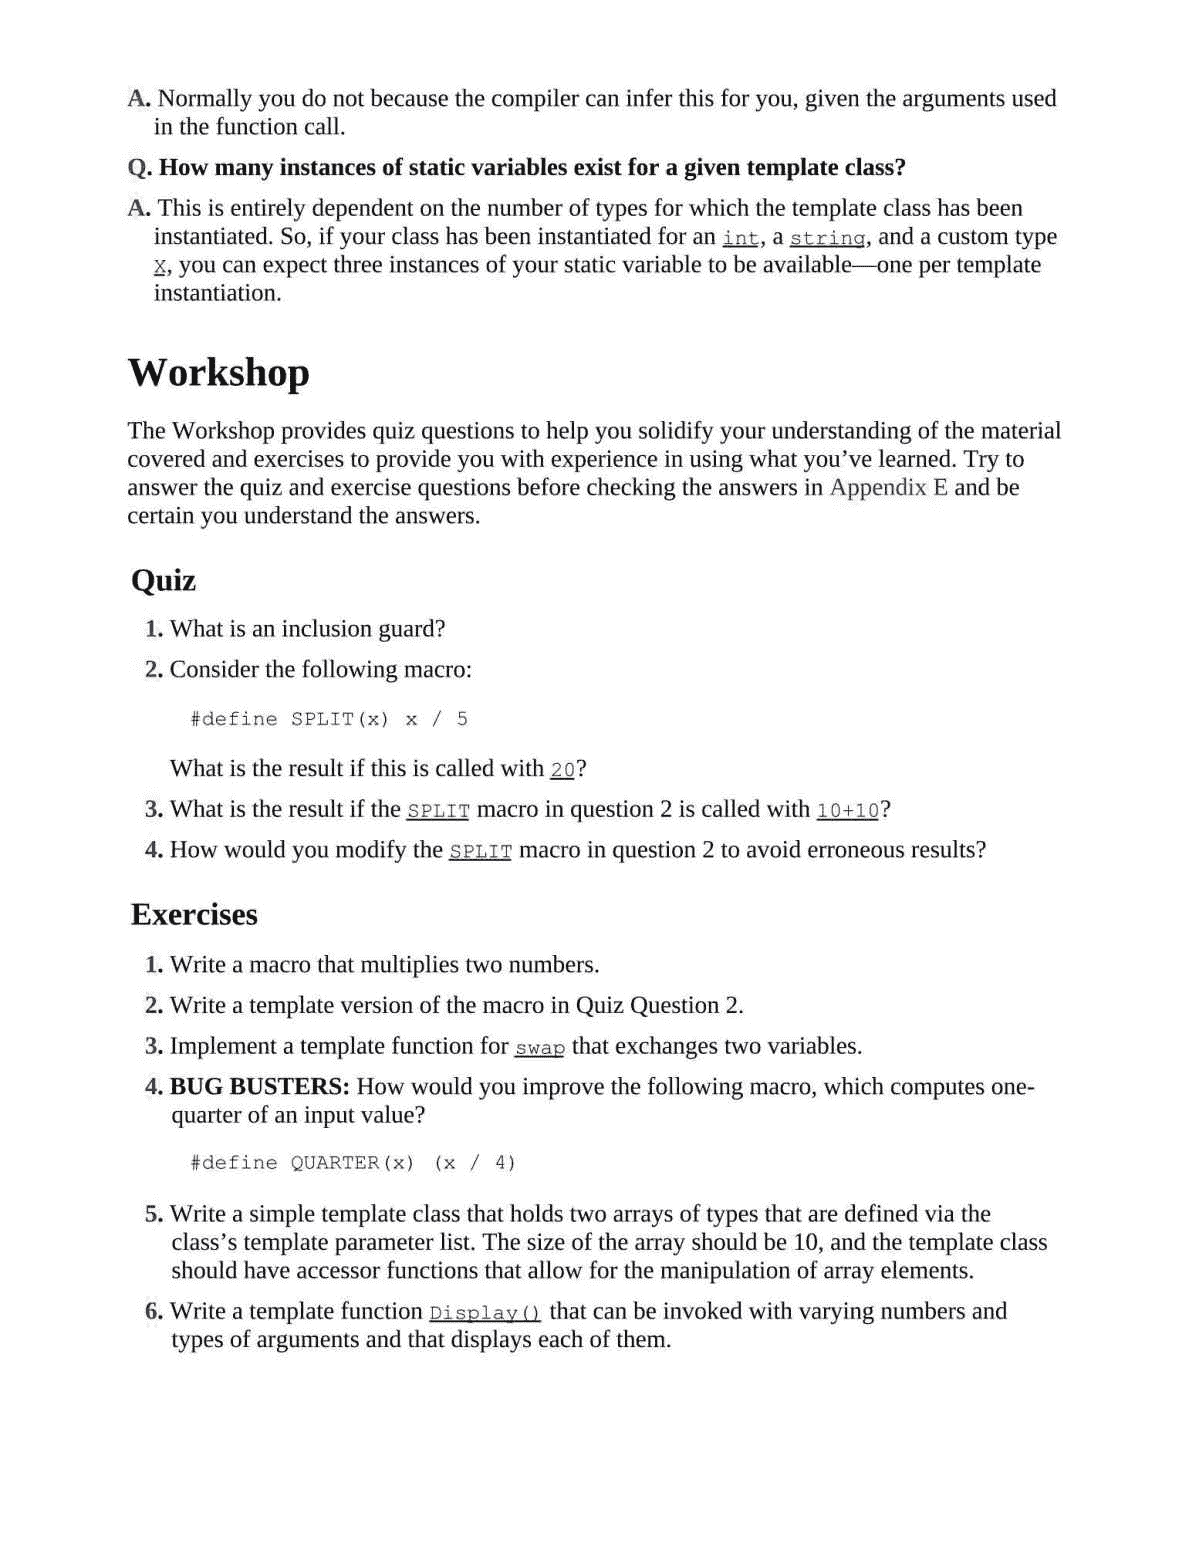 A. Normally you do not because the compiler can infer this for you, given the arguments used
in the function call.
Q. How many instances of static variables exist for a given template class?
A. This is entirely dependent on the number of types for which the template class has been
instantiated. So, if your class has been instantiated for an int, a string, and a custom type
X, you can expect three instances of your static variable to be available—one per template
instantiation.
Workshop
The Workshop provides quiz questions to help you solidify your understanding of the material
covered and exercises to provide you with experience in using what you’ve learned. Try to
answer the quiz and exercise questions before checking the answers in Appendix E and be
certain you understand the answers.
Quiz
1. What is an inclusion guard?
2. Consider the following macro:
#define SPLIT(x) x / 5
What is the result if this is called with 20?
3. What is the result if the SPLIT macro in question 2 is called with 10+10?
4. How would you modify the SPLIT macro in question 2 to avoid erroneous results?
Exercises
1. Write a macro that multiplies two numbers.
2. Write a template version of the macro in Quiz Question 2.
3. Implement a template function for swap that exchanges two variables.
4. BUG BUSTERS: How would you improve the following macro, which computes one-
quarter of an input value?
#define QUARTER(x) (x / 4)
5. Write a simple template class that holds two arrays of types that are defined via the
class’s template parameter list. The size of the array should be 10, and the template class
should have accessor functions that allow for the manipulation of array elements.
6. Write a template function Display() that can be invoked with varying numbers and
types of arguments and that displays each of them.